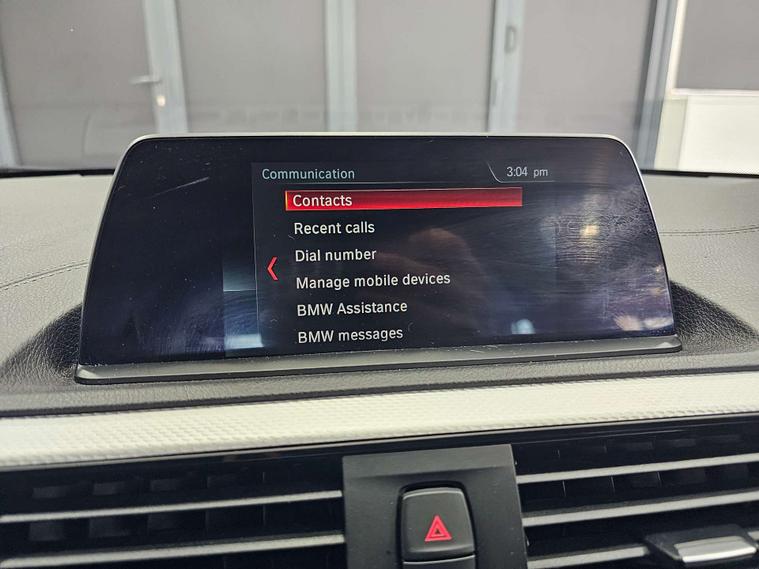 Communication
3:04 pm
Contacts
Recent calls
Dial number
Manage mobile devices
BMW Assistance
BMW messages